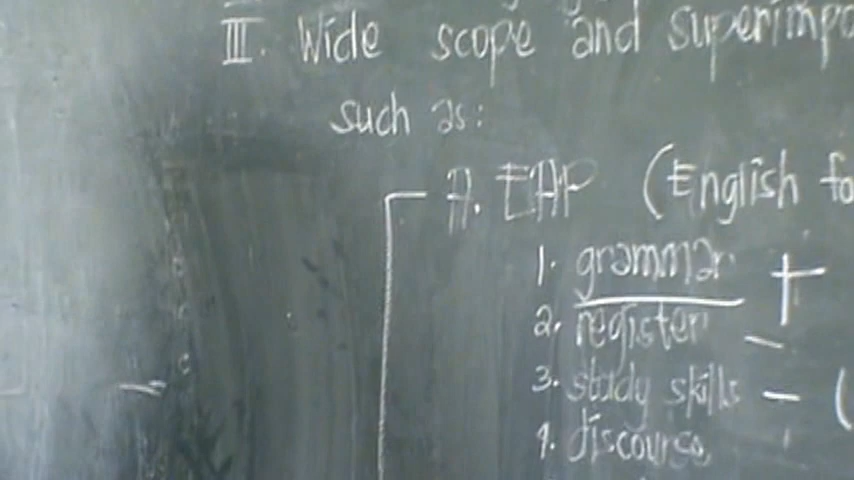 III. Wide scope and superimpo
such as:
A. EAP (English fo
1. grammar +
2. register -
3. study skills - (
4. discourse